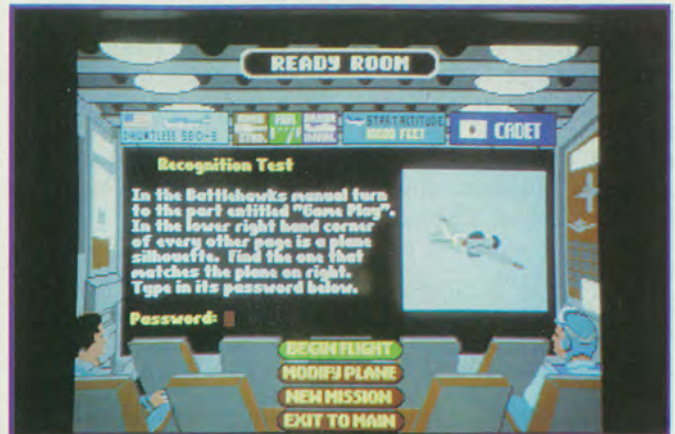 READY ROOM
DAUNTLESS SBD-3
FUEL
START ALTITUDE
FEET
CADET
Recognition Test
In the Battlehawks manual turn
to the part entitled "Game Play".
In the lower right hand corner
of every other page is a plane
silhouette. Find the one that
matches the plane on right.
Type in its password below.
Password:
BEGIN FLIGHT
MODIFY PLANE
NEW MISSION
EXIT TO MAIN